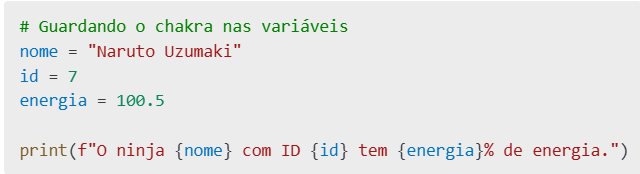 # Guardando o chakra nas variáveis
nome = "Naruto Uzumaki"
id = 7
energia = 100.5
print(f"O ninja {nome} com ID {id} tem {energia}% de energia.")